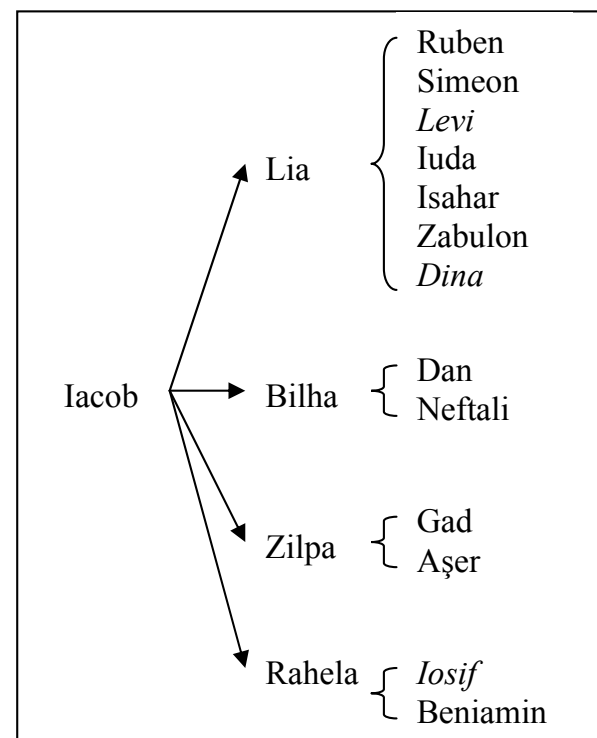 Ruben
Simeon
Levi
Lia
Iuda
Isahar
Zabulon
Dina
Iacob
Bilha
Dan
Neftali
Zilpa
Gad
Aşer
Rahela
Iosif
Beniamin